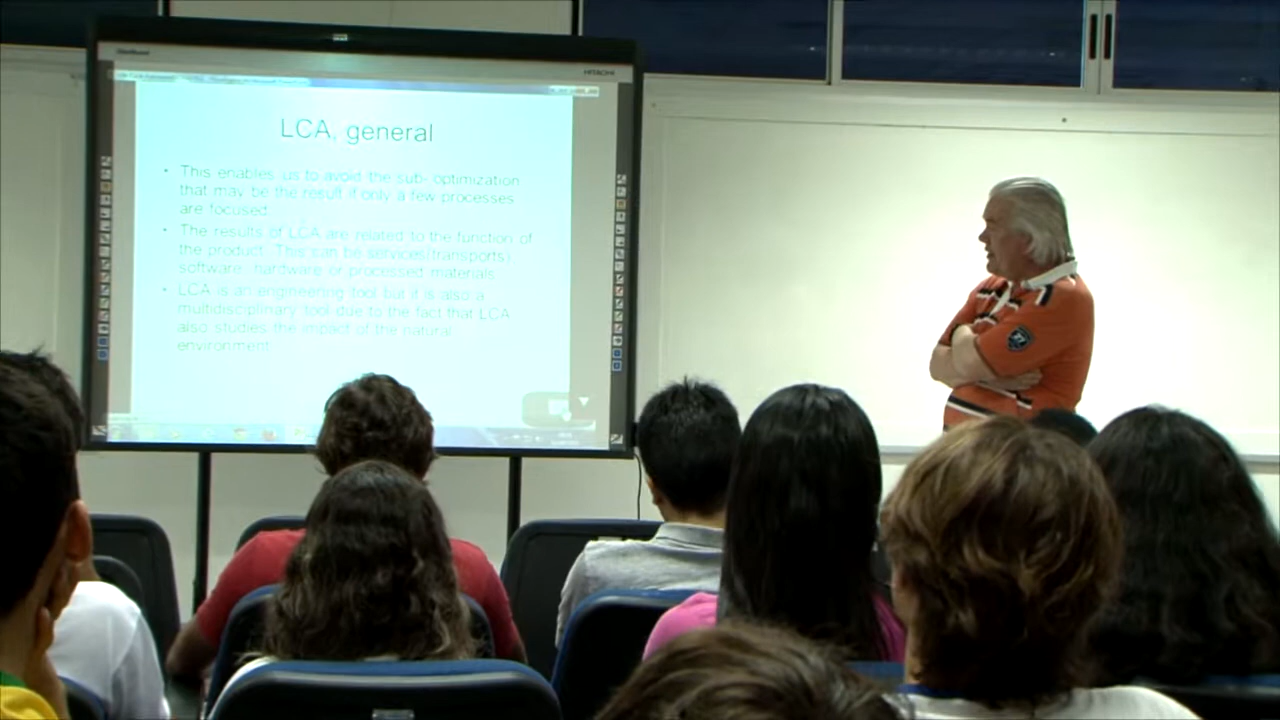 HITACHI
LCA, general
• This enables us to avoid the sub- optimization
that may be the result if only a few processes
are focused.
• The results of LCA are related to the function of
the product. This can be services(transports)
software, hardware or processed materials.
• LCA is an engineering tool but it is also a
multidisciplinary tool due to the fact that LCA
also studies the impact of the natural
environment.